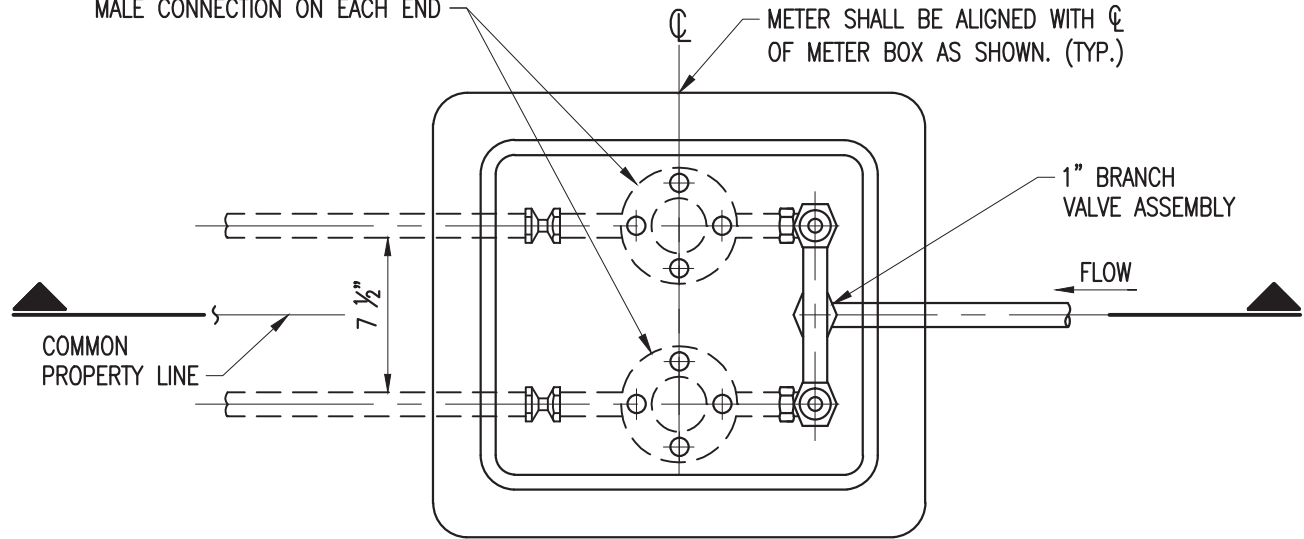 MALE CONNECTION ON EACH END
℄
METER SHALL BE ALIGNED WITH ℄
OF METER BOX AS SHOWN. (TYP.)
1" BRANCH
VALVE ASSEMBLY
FLOW
7 ½"
COMMON
PROPERTY LINE